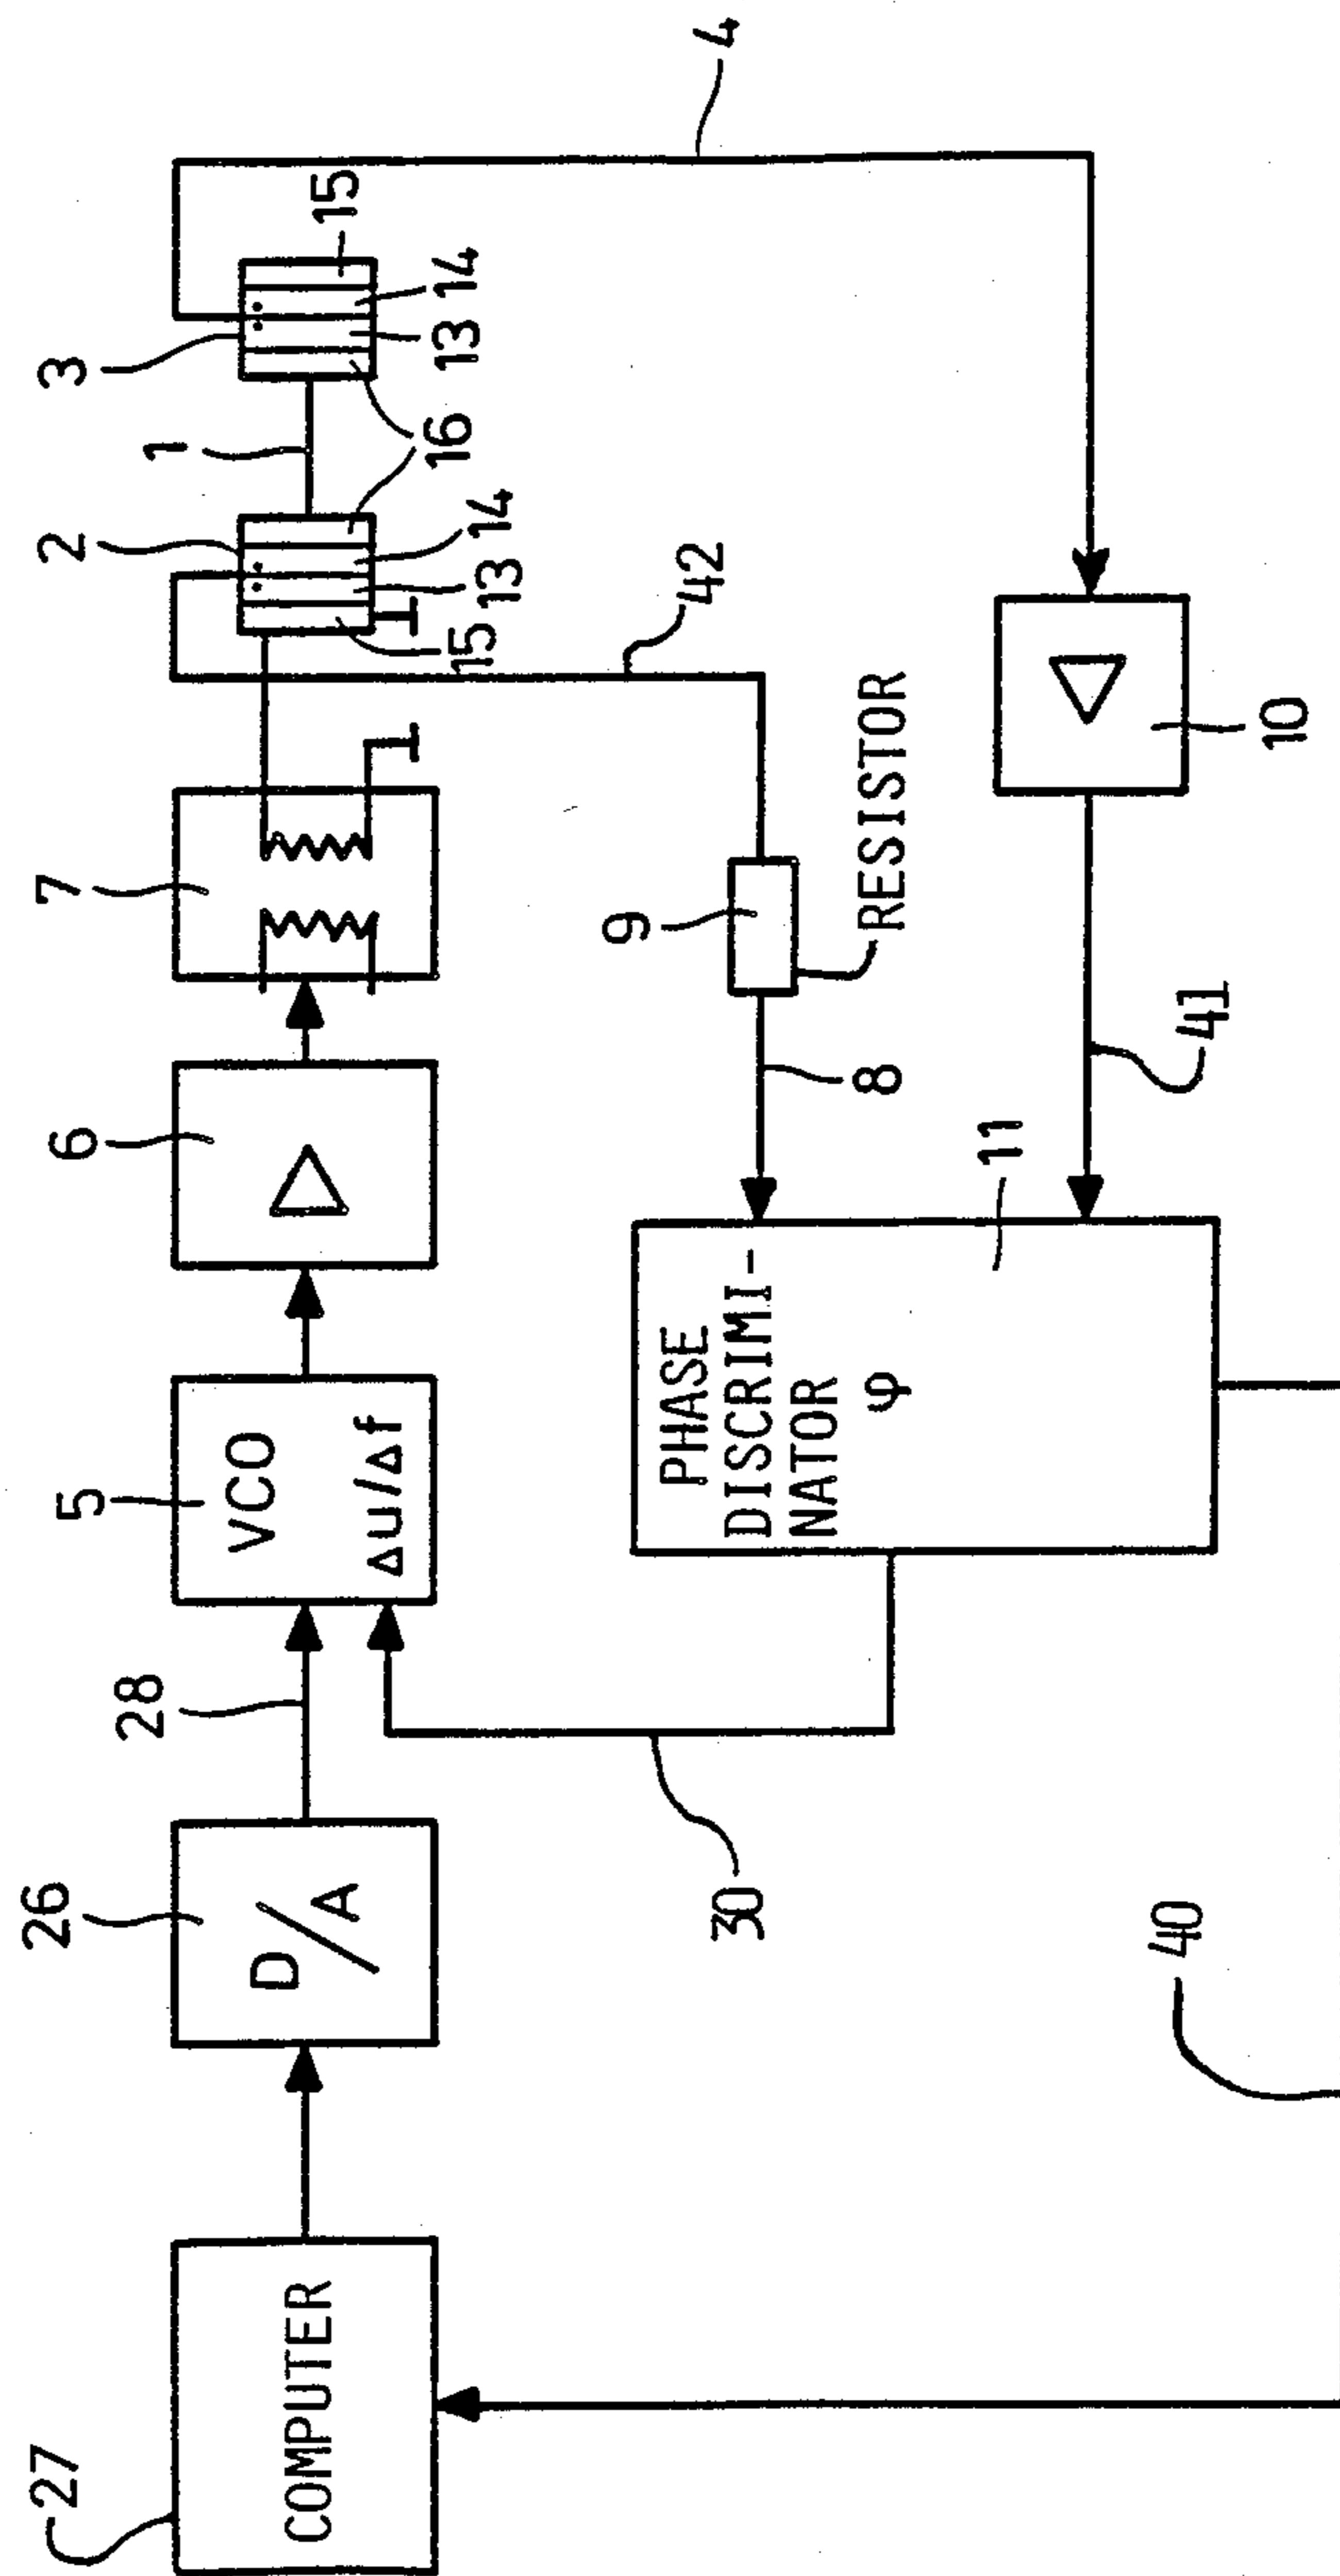 27
COMPUTER
26
D/A
28
5
VCO
Δu/Δf
6
7
2
1
3
15
13
14
16
13
14
15
4
42
30
PHASE
DISCRIMI-
NATOR
φ
11
8
9
RESISTOR
41
10
40